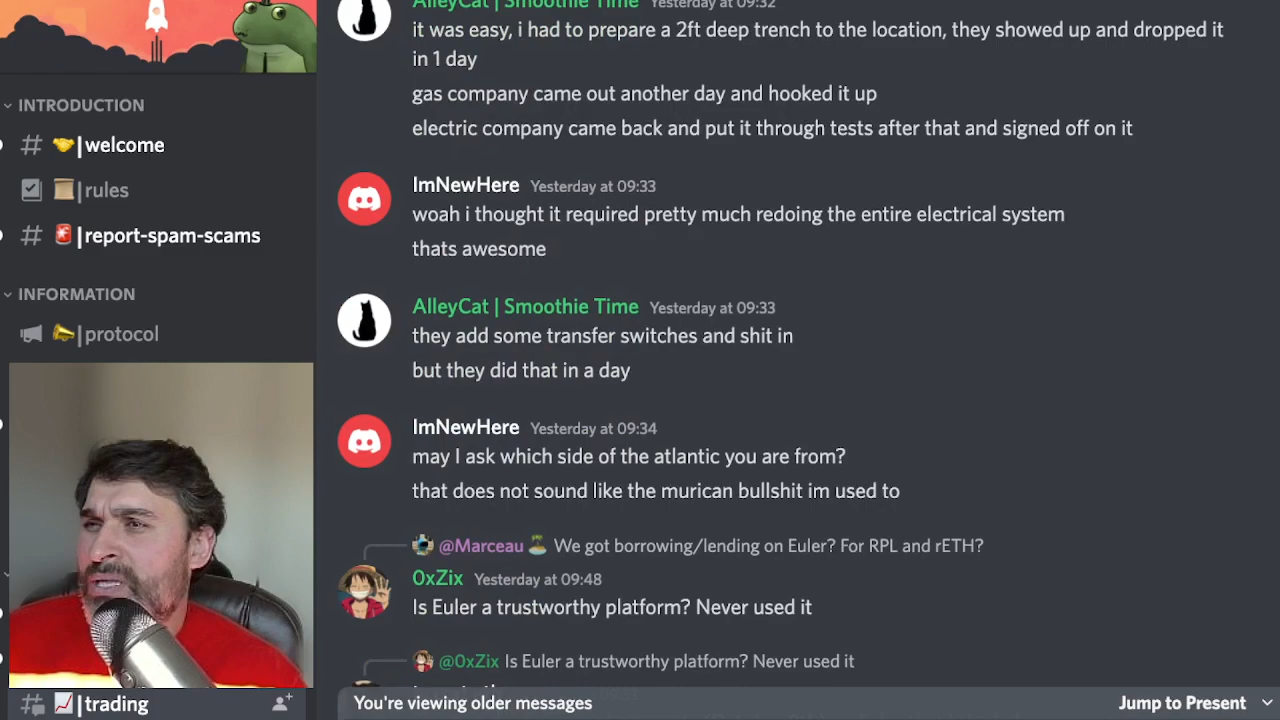 INTRODUCTION
|welcome
|rules
|report-spam-scams
INFORMATION
|protocol
|trading
AlleyCat | Smoothie Time Yesterday at 09:32
it was easy, i had to prepare a 2ft deep trench to the location, they showed up and dropped it
in 1 day
gas company came out another day and hooked it up
electric company came back and put it through tests after that and signed off on it
ImNewHere Yesterday at 09:33
woah i thought it required pretty much redoing the entire electrical system
thats awesome
AlleyCat | Smoothie Time Yesterday at 09:33
they add some transfer switches and shit in
but they did that in a day
ImNewHere Yesterday at 09:34
may I ask which side of the atlantic you are from?
that does not sound like the murican bullshit im used to
@Marceau We got borrowing/lending on Euler? For RPL and rETH?
0xZix Yesterday at 09:48
Is Euler a trustworthy platform? Never used it
@0xZix Is Euler a trustworthy platform? Never used it
You're viewing older messages Jump to Present